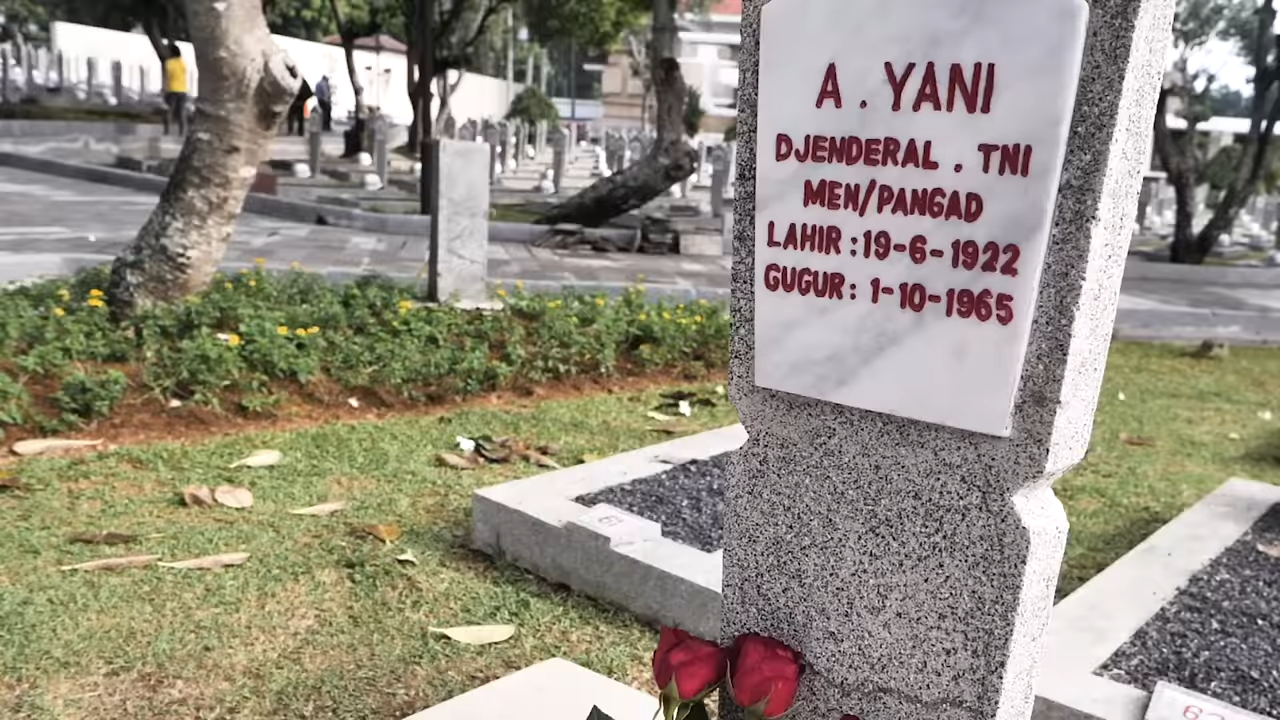 A . YANI
DJENDERAL . TNI
MEN/PANGAD
LAHIR : 19-6-1922
GUGUR : 1-10-1965